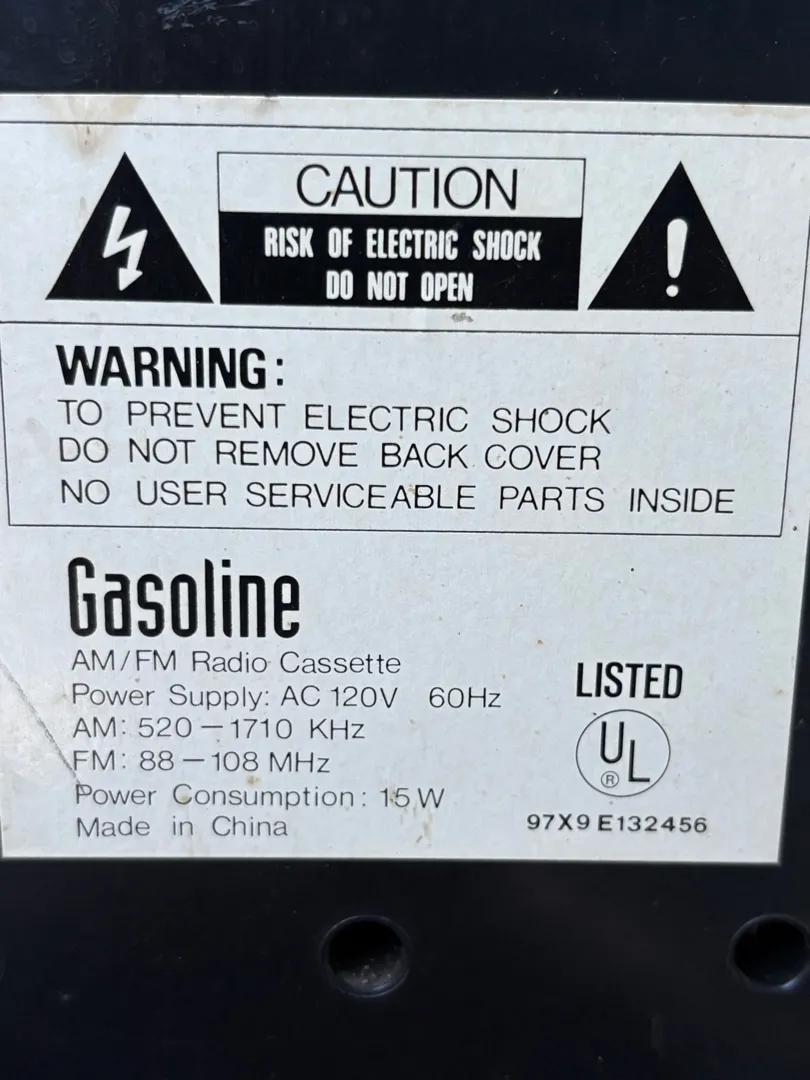 CAUTION
RISK OF ELECTRIC SHOCK
DO NOT OPEN
WARNING:
TO PREVENT ELECTRIC SHOCK
DO NOT REMOVE BACK COVER
NO USER SERVICEABLE PARTS INSIDE
Gasoline
AM/FM Radio Cassette
Power Supply: AC 120V 60Hz
AM: 520-1710 KHz
FM: 88-108 MHz
Power Consumption: 15W
Made in China
LISTED
UL
®
97X9 E132456